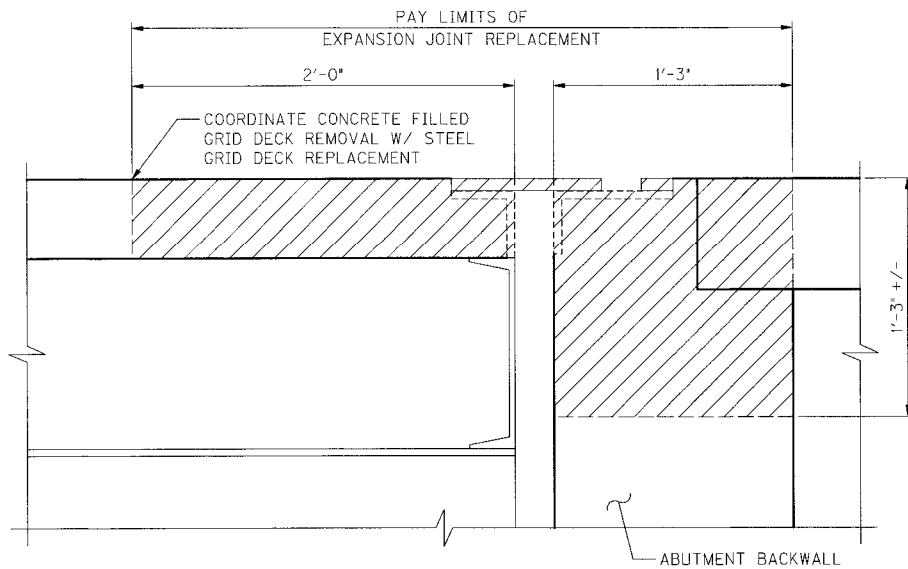 PAY LIMITS OF
EXPANSION JOINT REPLACEMENT
2'-0"
1'-3"
COORDINATE CONCRETE FILLED
GRID DECK REMOVAL W/ STEEL
GRID DECK REPLACEMENT
1'-3" +/-
ABUTMENT BACKWALL